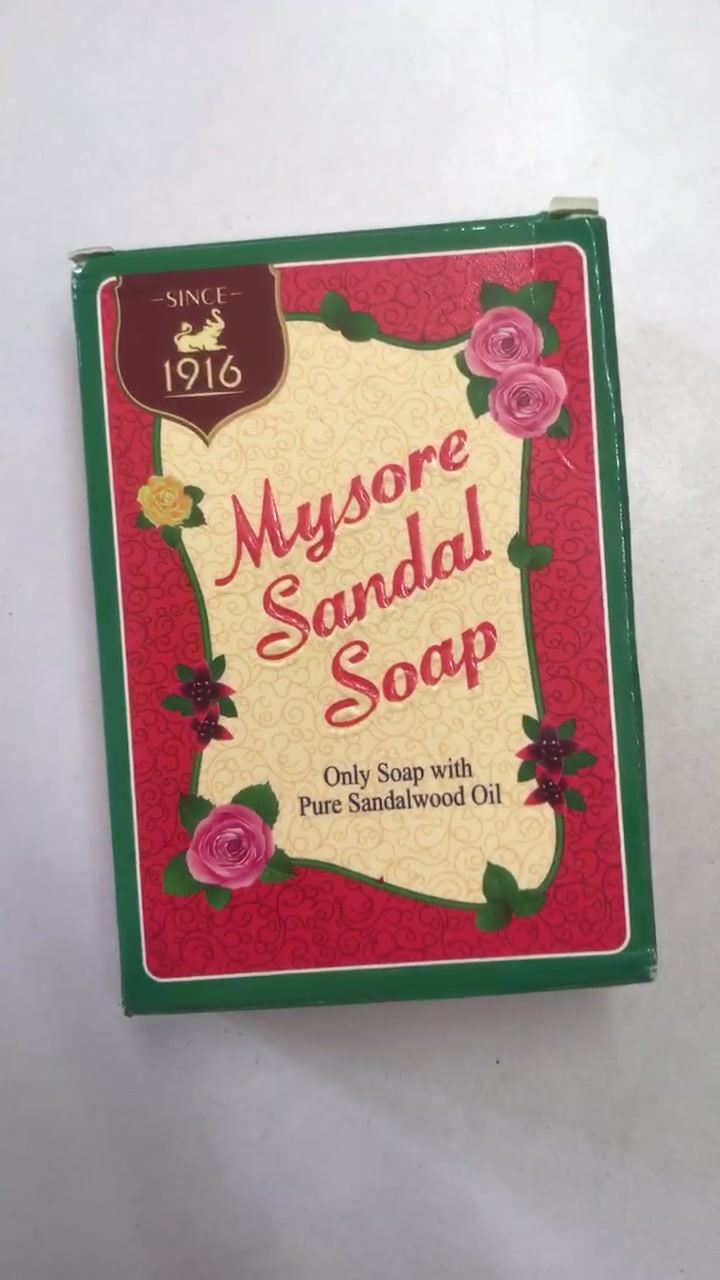 -SINCE-
1916
Mysore
Sandal
Soap
Only Soap with
Pure Sandalwood Oil